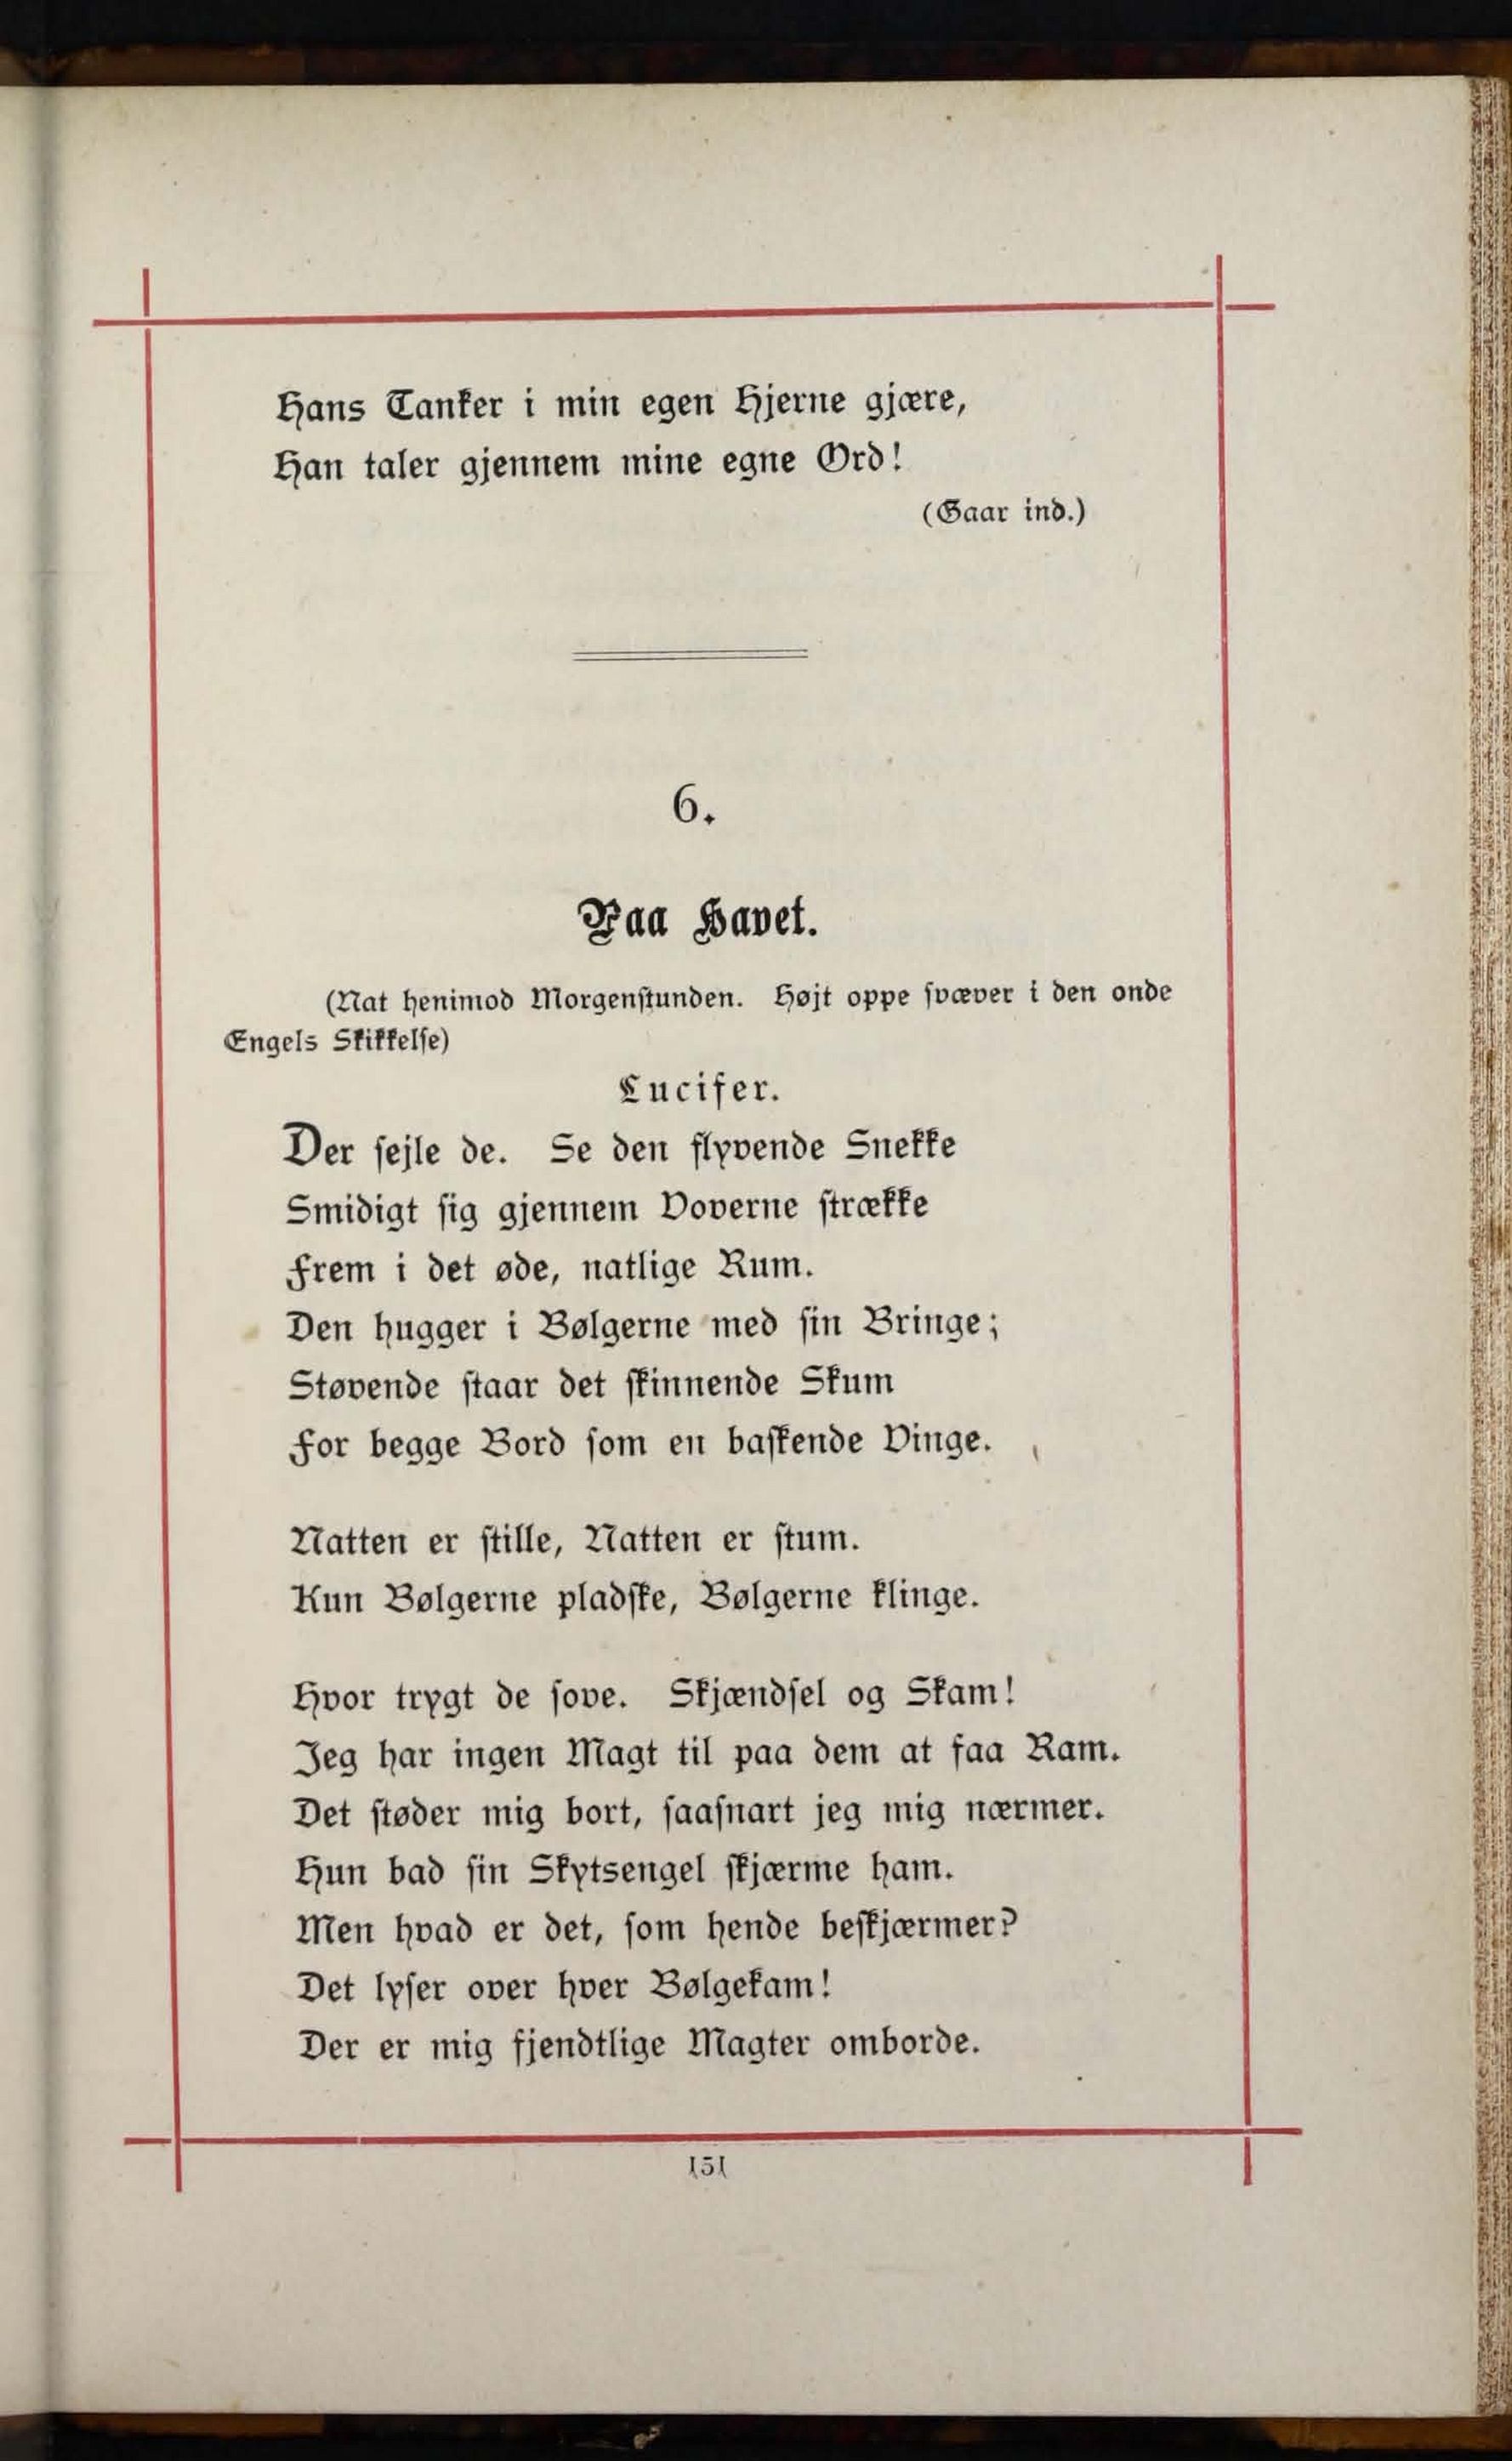 Hans Tanker i min egen Hjerne gjære,
Han taler gjennem mine egne Ord!
(Gaar ind.)
6.
Paa Havet.
(Nat henimod Morgenstunden. Højt oppe svæver i den onde
Engels Skikkelse)
Lucifer.
Der sejle de. Se den flyvende Snekke
Smidigt sig gjennem Voverne strække
Frem i det øde, natlige Rum.
Den hugger i Bølgerne med sin Bringe;
Støvende staar det skinnende Skum
For begge Bord som en baskende Vinge.
Natten er stille, Natten er stum.
Kun Bølgerne pladske, Bølgerne klinge.
Hvor trygt de sove. Skjændsel og Skam!
Jeg har ingen Magt til paa dem at faa Ram.
Det støder mig bort, saasnart jeg mig nærmer.
Hun bad sin Skytsengel skjærme ham.
Men hvad er det, som hende beskjærmer?
Det lyser over hver Bølgekam!
Der er mig fjendtlige Magter omborde.
151